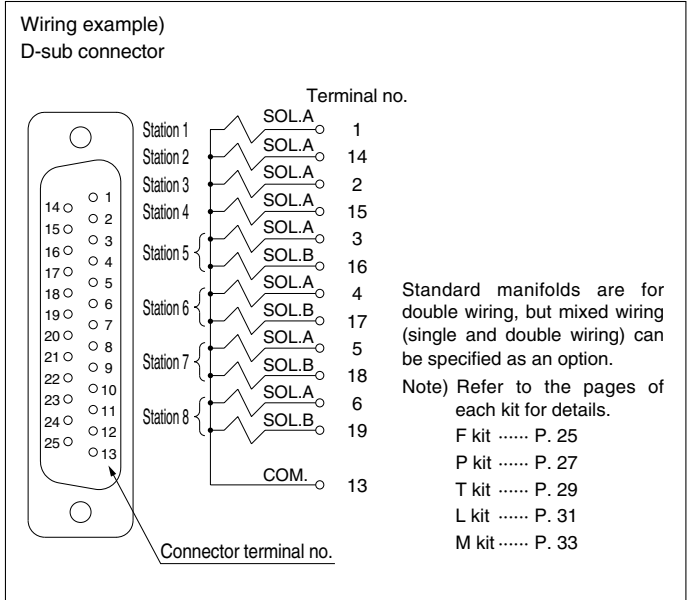 Wiring example)
D-sub connector
Terminal no.
Station 1 SOL.A 1
Station 2 SOL.A 14
Station 3 SOL.A 2
Station 4 SOL.A 15
Station 5 SOL.A 3
SOL.B 16
Station 6 SOL.A 4
SOL.B 17
Station 7 SOL.A 5
SOL.B 18
Station 8 SOL.A 6
SOL.B 19
COM. 13
14 1
15 2
16 3
17 4
18 5
19 6
20 7
21 8
22 9
23 10
24 11
25 12
13
Connector terminal no.
Standard manifolds are for
double wiring, but mixed wiring
(single and double wiring) can
be specified as an option.
Note) Refer to the pages of
each kit for details.
F kit ······ P. 25
P kit ······ P. 27
T kit ······ P. 29
L kit ······ P. 31
M kit ······ P. 33